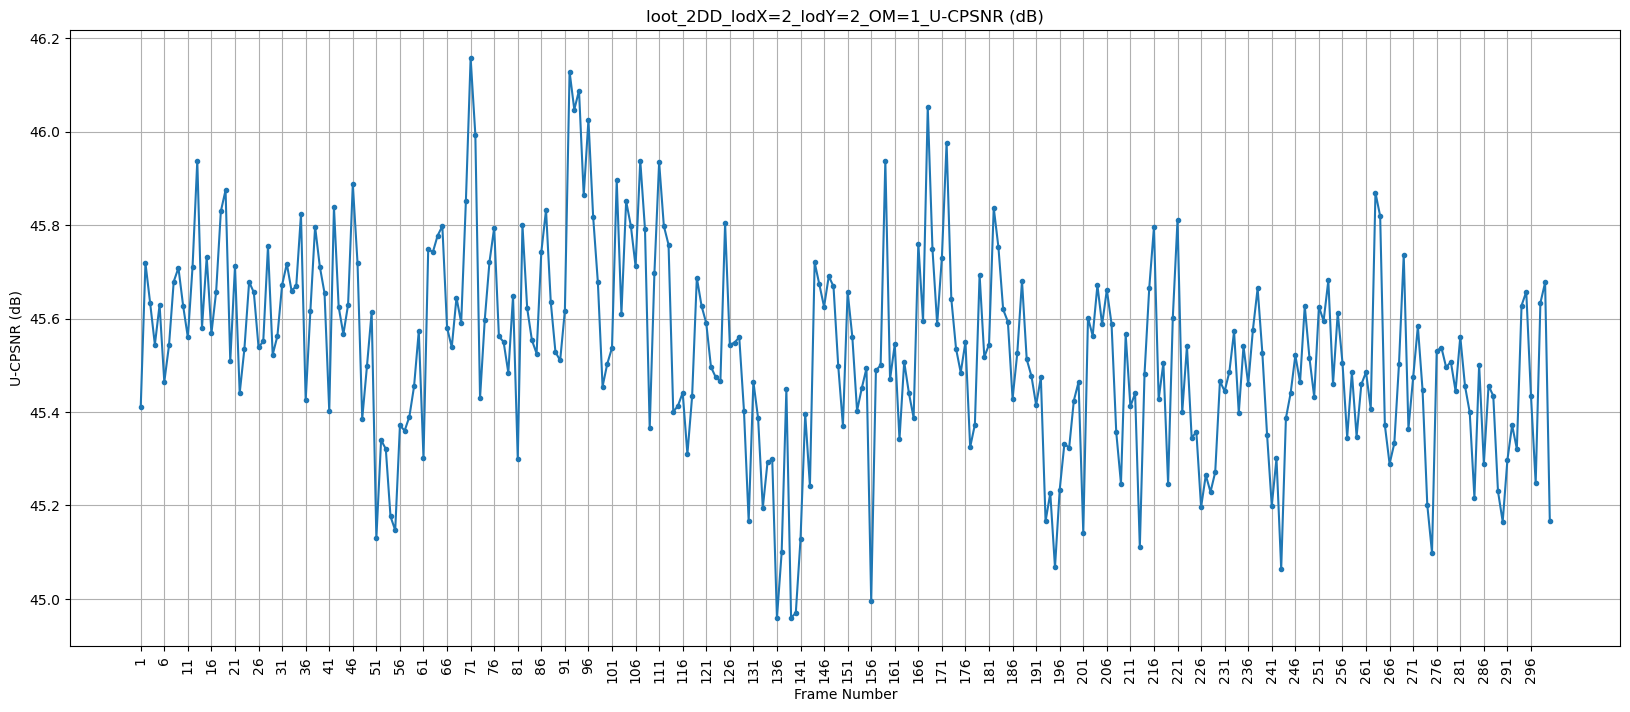 loot_2DD_lodX=2_lodY=2_OM=1_U-CPSNR (dB)
46.2
46.0
45.8
45.6
45.4
45.2
45.0
U-CPSNR (dB)
1 6 11 16 21 26 31 36 41 46 51 56 61 66 71 76 81 86 91 96 101 106 111 116 121 126 131 136 141 146 151 156 161 166 171 176 181 186 191 196 201 206 211 216 221 226 231 236 241 246 251 256 261 266 271 276 281 286 291 296
Frame Number